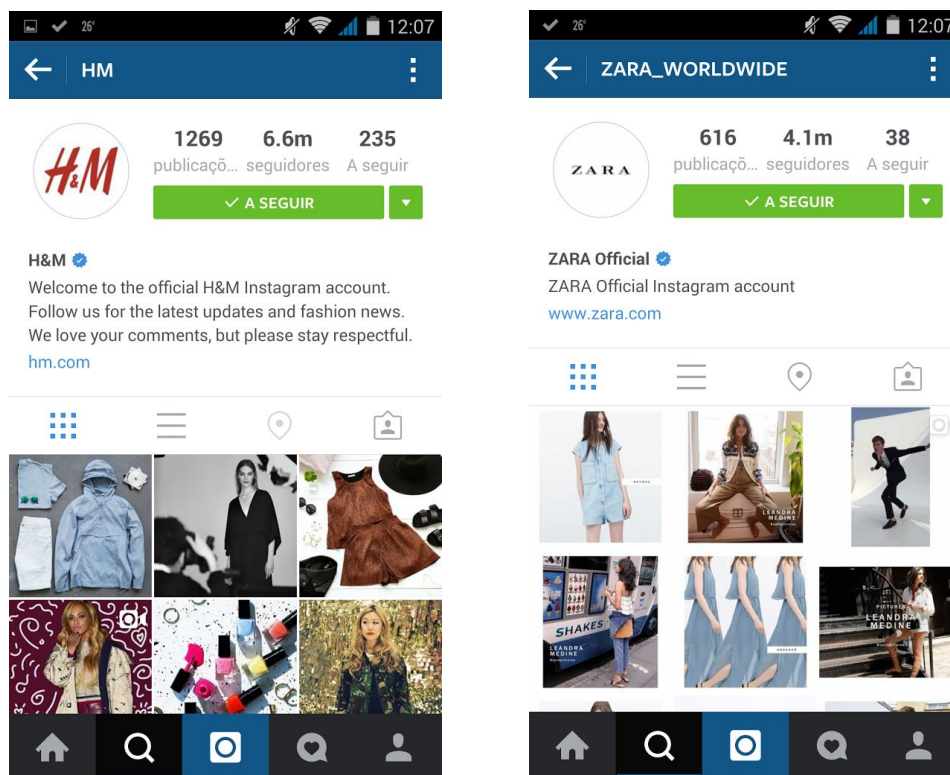 26°
12:07
HM
H&M
1269 6.6m 235
publicaçõ... seguidores A seguir
A SEGUIR
H&M
Welcome to the official H&M Instagram account.
Follow us for the latest updates and fashion news.
We love your comments, but please stay respectful.
hm.com
26°
12:07
ZARA_WORLDWIDE
ZARA
616 4.1m 38
publicaçõ... seguidores A seguir
A SEGUIR
ZARA Official
ZARA Official Instagram account
www.zara.com
monday
LEANDRA
MEDINE
SHAKES
LEANDRA
MEDINE
weekend
PICTURES
LEANDRA
MEDINE